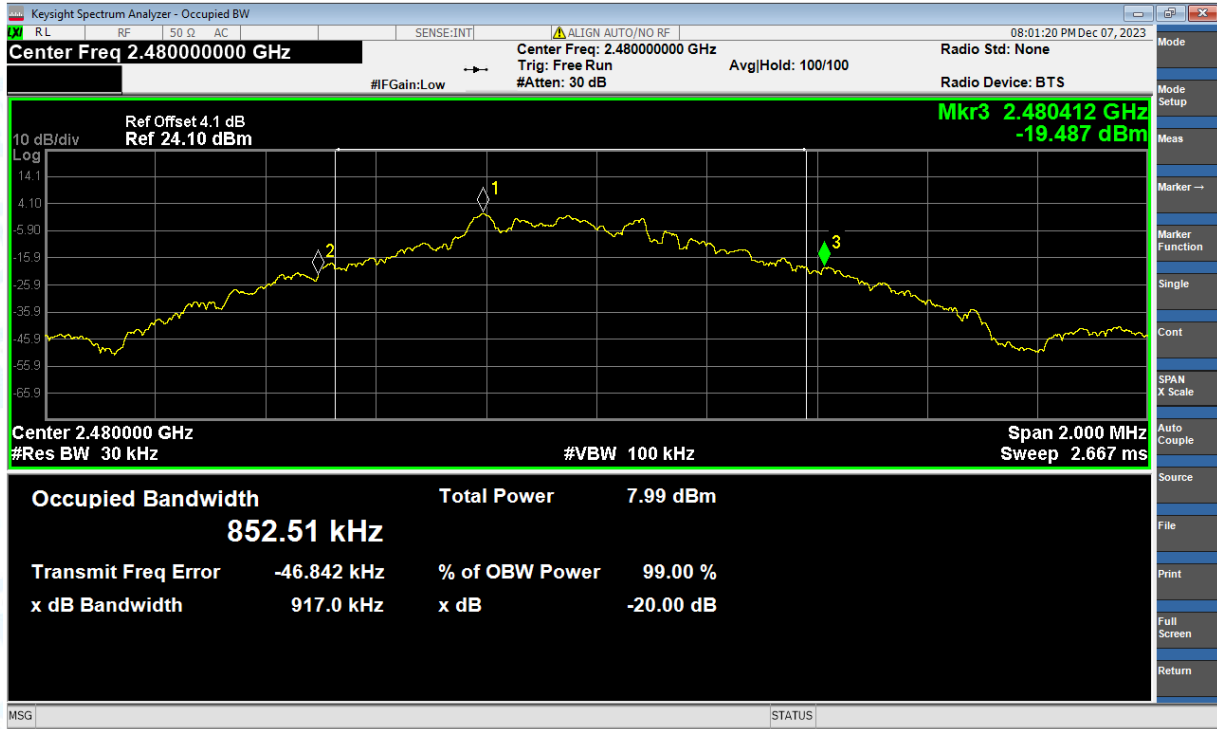 Keysight Spectrum Analyzer - Occupied BW
LXI RL RF 50 Ω AC SENSE:INT ALIGN AUTO/NO RF 08:01:20 PM Dec 07, 2023
Center Freq 2.480000000 GHz
Center Freq: 2.480000000 GHz
Radio Std: None
Trig: Free Run
Avg|Hold: 100/100
#IFGain:Low
#Atten: 30 dB
Radio Device: BTS
Mkr3 2.480412 GHz
-19.487 dBm
Ref Offset 4.1 dB
10 dB/div
Ref 24.10 dBm
Log
14.1
4.10
-5.90
-15.9
-25.9
-35.9
-45.9
-55.9
-65.9
1
2
3
Center 2.480000 GHz
Span 2.000 MHz
#Res BW 30 kHz
#VBW 100 kHz
Sweep 2.667 ms
Occupied Bandwidth
852.51 kHz
Total Power 7.99 dBm
Transmit Freq Error -46.842 kHz
% of OBW Power 99.00 %
x dB Bandwidth 917.0 kHz
x dB -20.00 dB
MSG
STATUS
Mode
Mode
Setup
Meas
Marker→
Marker
Function
Single
Cont
SPAN
X Scale
Auto
Couple
Source
File
Print
Full
Screen
Return